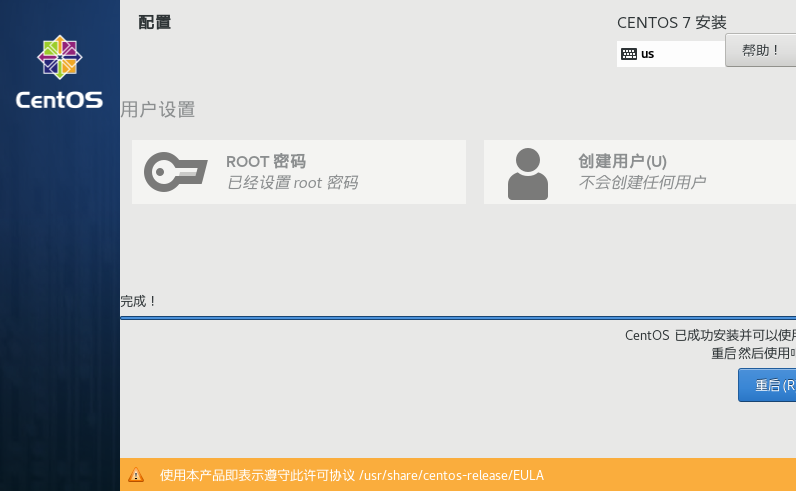 配置
CENTOS 7 安装
us
帮助！
CentOS
用户设置
ROOT 密码
已经设置 root 密码
创建用户(U)
不会创建任何用户
完成！
CentOS 已成功安装并可以使
重启然后使用
重启(R
使用本产品即表示遵守此许可协议 /usr/share/centos-release/EULA